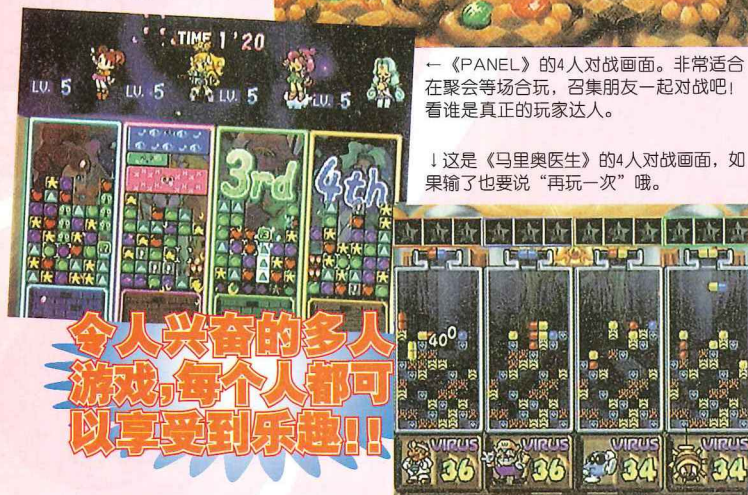 TIME 1'20
LV. 5
LV. 5
LV. 5
LV. 5
3rd
4th
←《PANEL》的4人对战画面。非常适合
在聚会等场合玩，召集朋友一起对战吧！
看谁是真正的玩家达人。
↓这是《马里奥医生》的4人对战画面，如
果输了也要说“再玩一次”哦。
令人兴奋的多人
游戏，每个人都可
以享受到乐趣！！
400
VIRUS
36
VIRUS
36
VIRUS
34
VIRUS
34